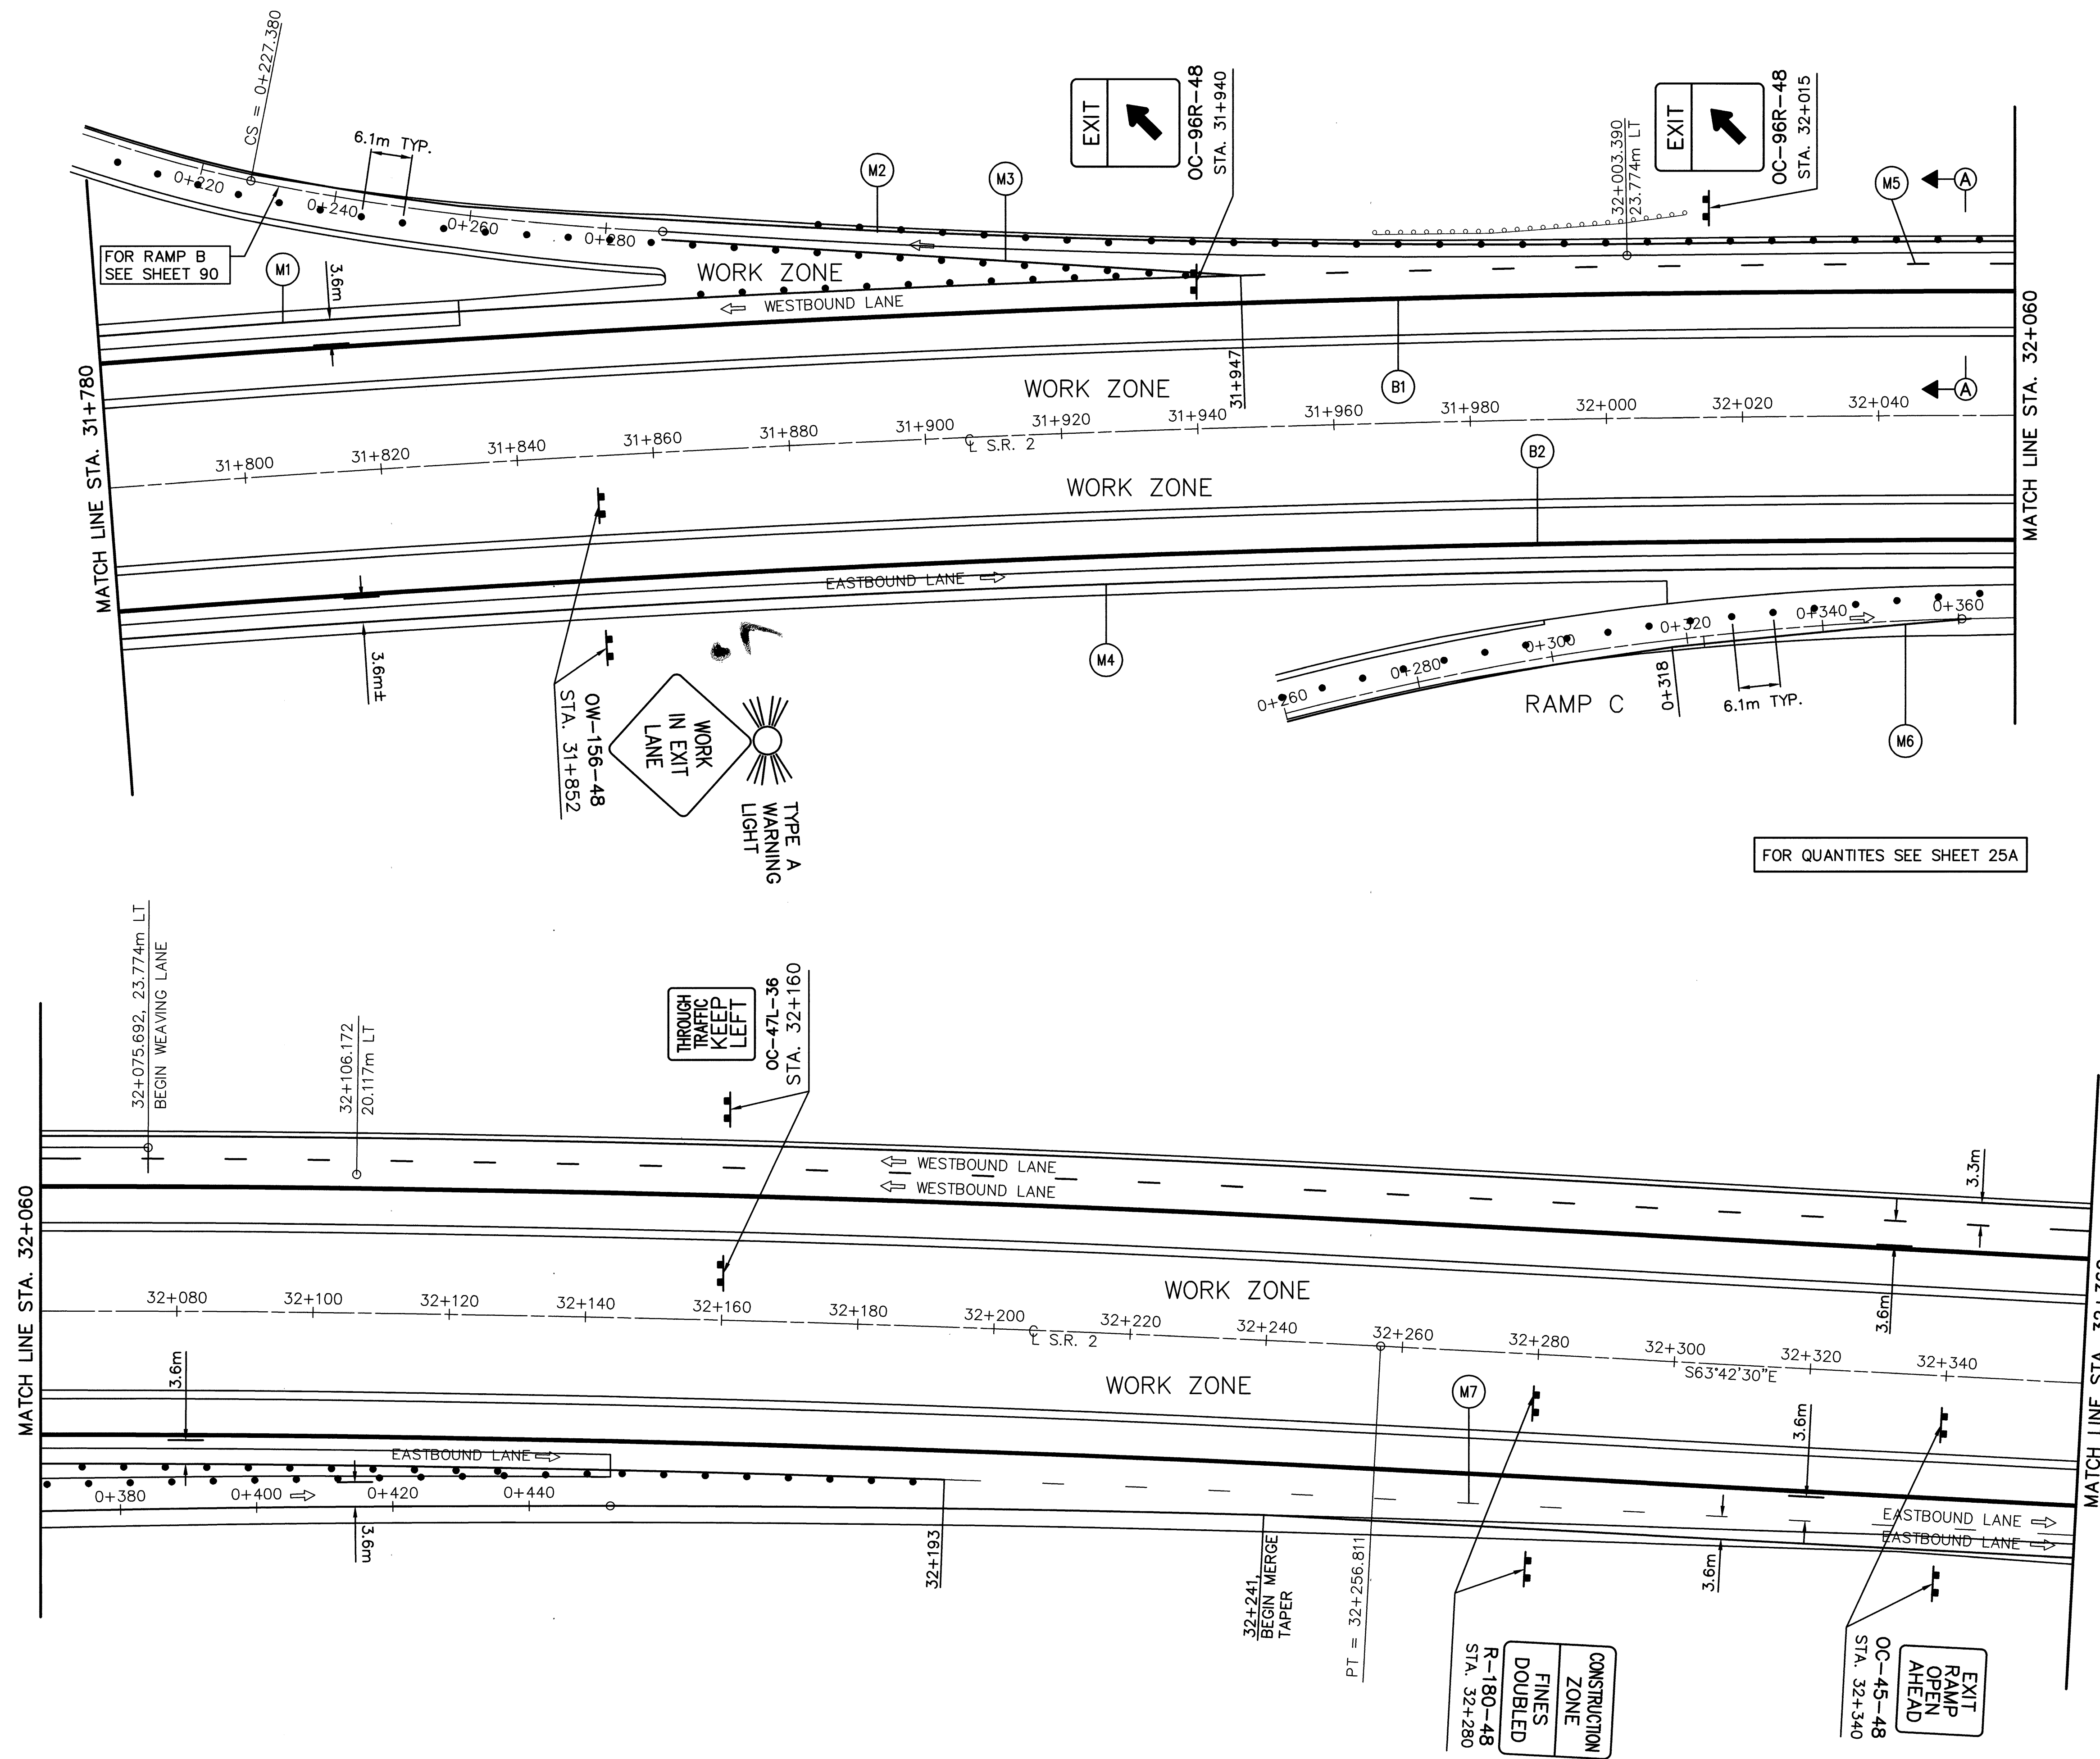 CS = 0+227.380
6.1m TYP.
0+220
0+240
0+260
0+280
FOR RAMP B
SEE SHEET 90
M1
3.6m
M2
M3
EXIT
OC-96R-48
STA. 31+940
WORK ZONE
WESTBOUND LANE
32+003.390
23.774m LT
EXIT
OC-96R-48
STA. 32+015
M5
A
MATCH LINE STA. 31+780
31+947
WORK ZONE
B1
A
MATCH LINE STA. 32+060
31+800
31+820
31+840
31+860
31+880
31+900
31+920
31+940
31+960
31+980
32+000
32+020
32+040
℄ S.R. 2
WORK ZONE
B2
EASTBOUND LANE
3.6m±
M4
OW-156-48
STA. 31+852
WORK
IN EXIT
LANE
TYPE A
WARNING
LIGHT
0+260
0+280
0+300
0+320
0+340
0+360
0+318
RAMP C
6.1m TYP.
M6
FOR QUANTITES SEE SHEET 25A
32+075.692, 23.774m LT
BEGIN WEAVING LANE
32+106.172
20.117m LT
THROUGH
TRAFFIC
KEEP
LEFT
OC-47L-36
STA. 32+160
WESTBOUND LANE
WESTBOUND LANE
3.3m
3.6m
MATCH LINE STA. 32+060
WORK ZONE
32+080
32+100
32+120
32+140
32+160
32+180
32+200
32+220
32+240
32+260
32+280
32+300
32+320
32+340
℄ S.R. 2
S63°42'30"E
WORK ZONE
M7
3.6m
3.6m
EASTBOUND LANE
0+380
0+400
0+420
0+440
3.6m
32+193
32+241,
BEGIN MERGE
TAPER
PT = 32+256.811
3.6m
EASTBOUND LANE
EASTBOUND LANE
R-180-48
STA. 32+280
CONSTRUCTION
ZONE
FINES
DOUBLED
OC-45-48
STA. 32+340
EXIT
RAMP
OPEN
AHEAD
MATCH LINE STA.